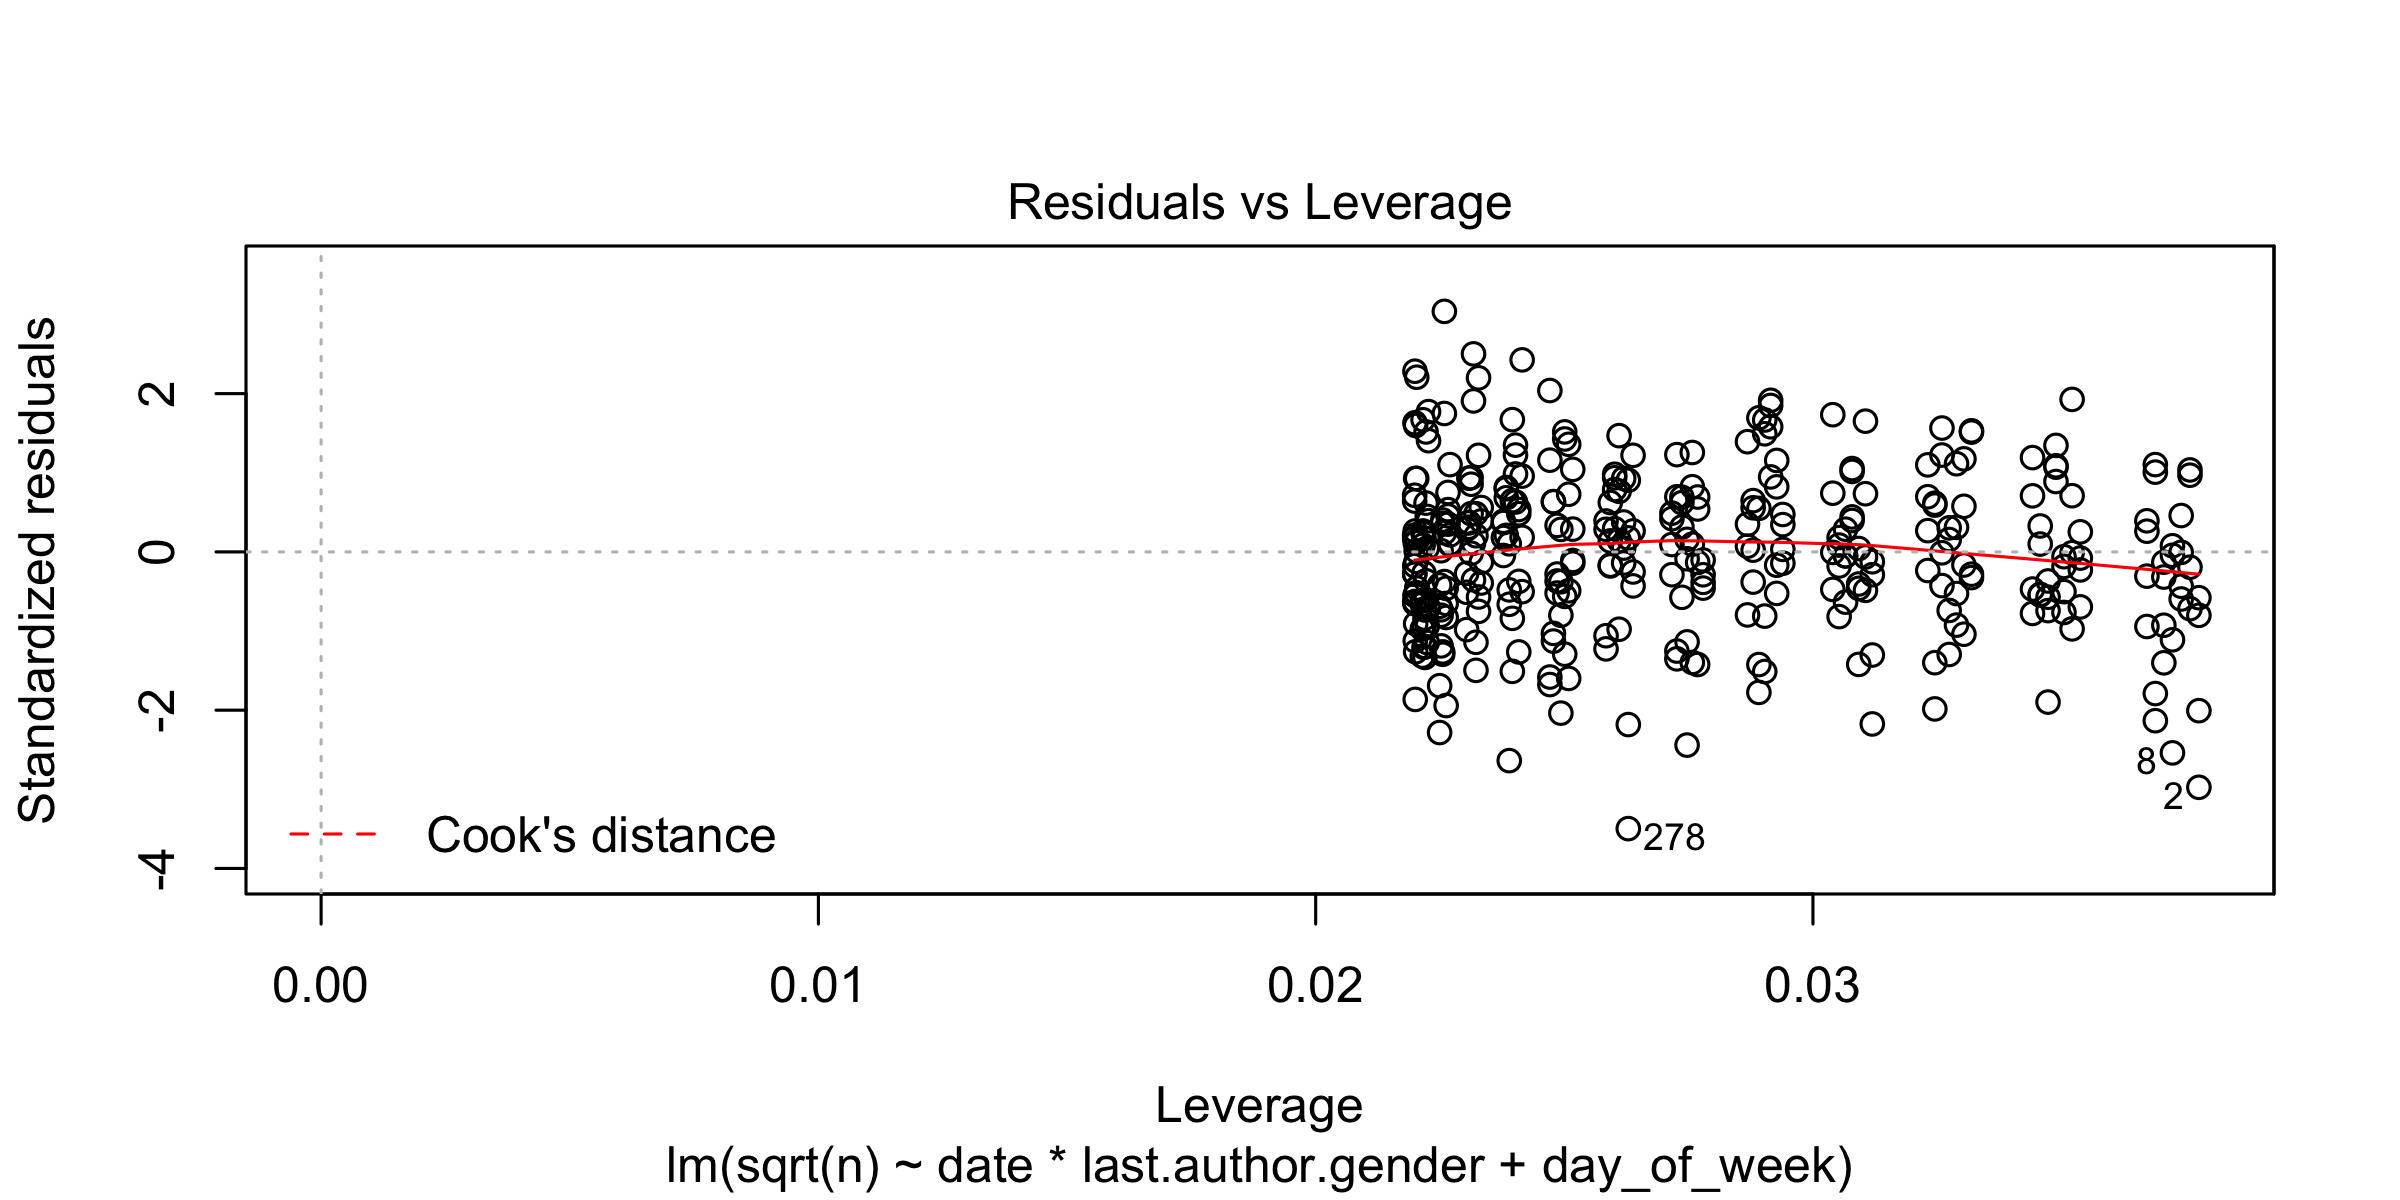 Residuals vs Leverage
Standardized residuals
2
0
-2
-4
8
2
278
Cook's distance
0.00 0.01 0.02 0.03
Leverage
lm(sqrt(n) ~ date * last.author.gender + day_of_week)